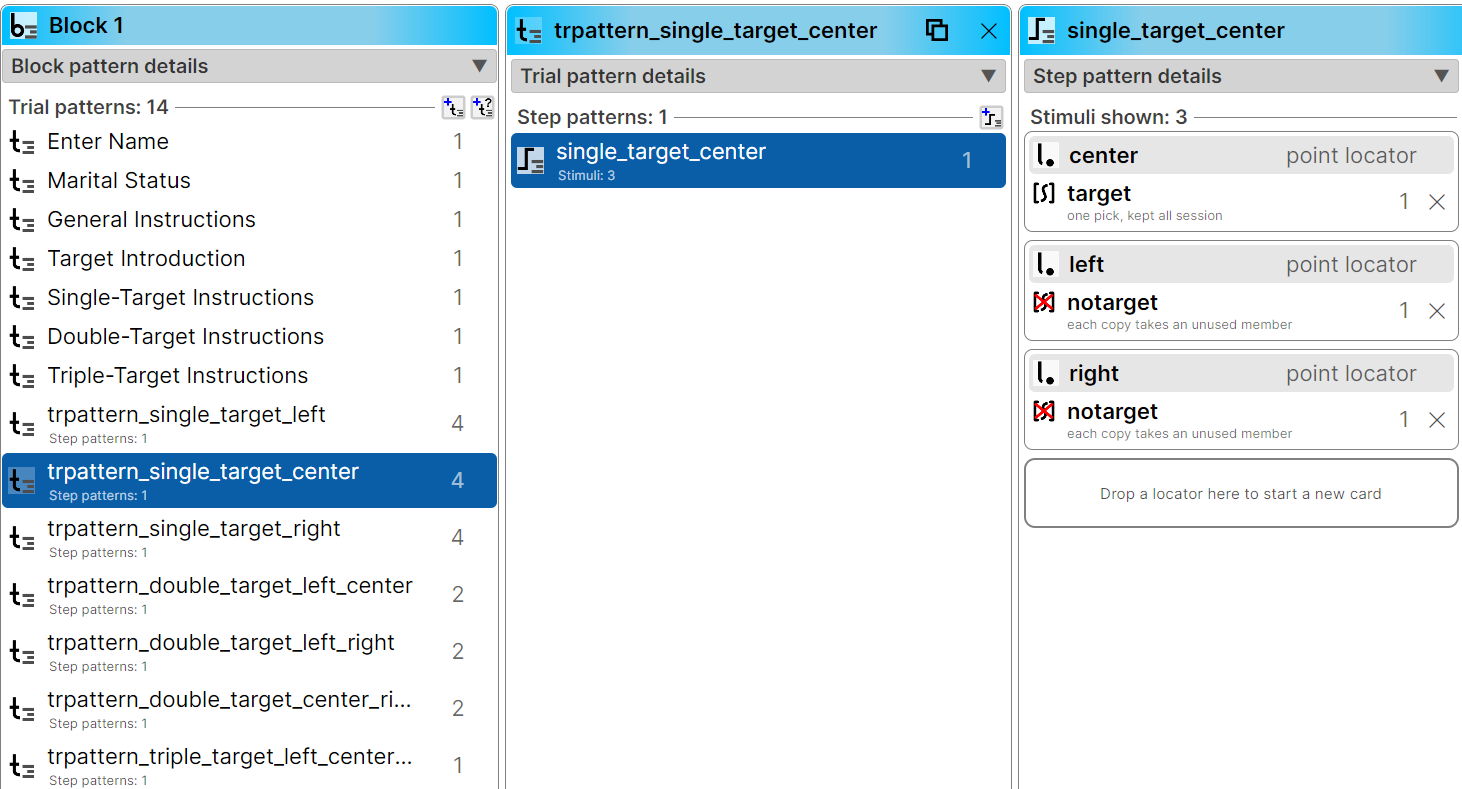 Block 1
Block pattern details
Trial patterns: 14
Enter Name 1
Marital Status 1
General Instructions 1
Target Introduction 1
Single-Target Instructions 1
Double-Target Instructions 1
Triple-Target Instructions 1
trpattern_single_target_left 4
Step patterns: 1
trpattern_single_target_center 4
Step patterns: 1
trpattern_single_target_right 4
Step patterns: 1
trpattern_double_target_left_center 2
Step patterns: 1
trpattern_double_target_left_right 2
Step patterns: 1
trpattern_double_target_center_ri... 2
Step patterns: 1
trpattern_triple_target_left_center... 1
Step patterns: 1
trpattern_single_target_center
Trial pattern details
Step patterns: 1
single_target_center 1
Stimuli: 3
single_target_center
Step pattern details
Stimuli shown: 3
center point locator
target 1
one pick, kept all session
left point locator
notarget 1
each copy takes an unused member
right point locator
notarget 1
each copy takes an unused member
Drop a locator here to start a new card